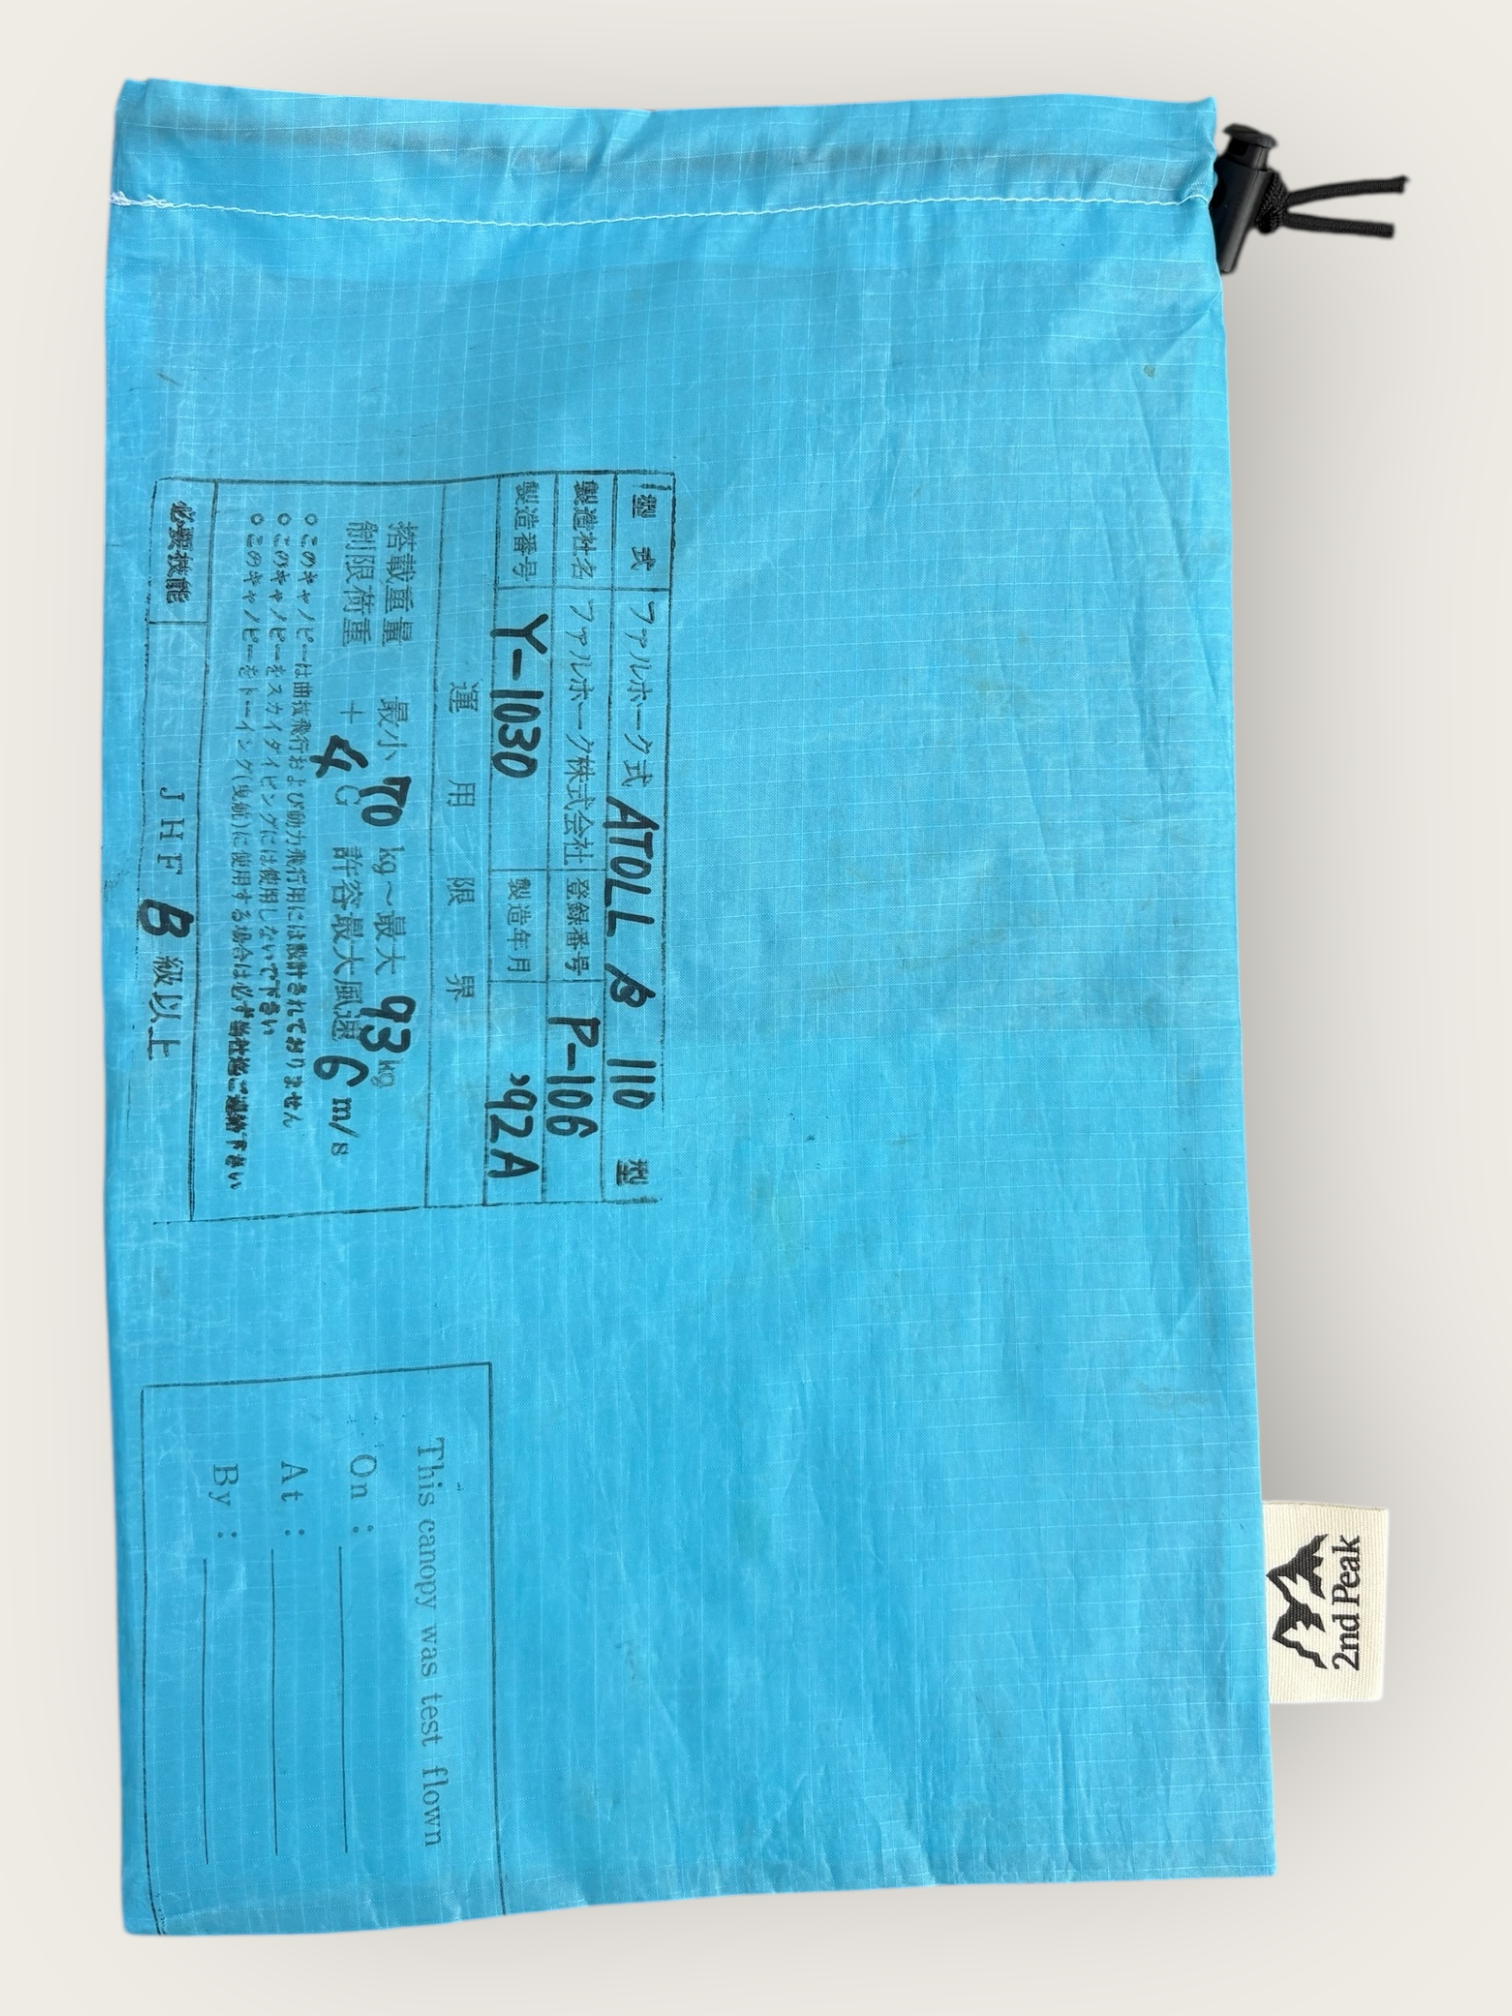 型式 ファルホーク式 ATOLL β 110 型
製造社名 ファルホーク株式会社 登録番号 P-106
製造番号 Y-1030 製造年月 '92A
運用限界
搭載重量 最小 70 kg～最大 93 kg
制限荷重 + 4 G 許容最大風速 6 m/s
○このキャノピーは曲技飛行および動力飛行用には設計されておりません
○このキャノピーをスカイダイビングには使用しないで下さい
○このキャノピーをトーイング(曳航)に使用する場合は必ず当社迄ご連絡下さい
必要技能 JHF B 級以上
This canopy was test flown
On :
At :
By :
2nd Peak